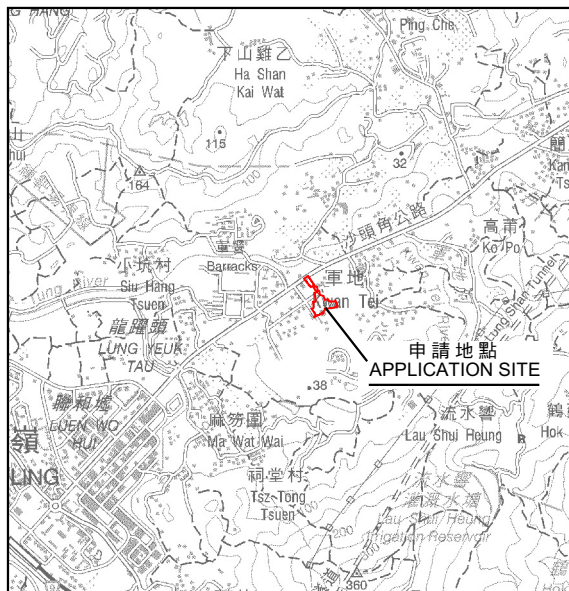 Ping Che
下山雞乙
Ha Shan
Kai Wat
115
164
100
32
沙頭角公路
高莆
Ko Po
軍營
Barracks
小坑村
Siu Hang
Tsuen
軍地
Kwan Tei
龍躍頭
LUNG YEUK
TAU
申請地點
APPLICATION SITE
38
聯和墟
LUEN WO
HUI
麻笏圍
Ma Wat Wai
流水響
Lau Shui Heung
嶺
LING
祠堂村
Tsz Tong
Tsuen
Hok
R
流水響
灌溉水塘
Lau Shui Heung
Irrigation Reservoir
200
360